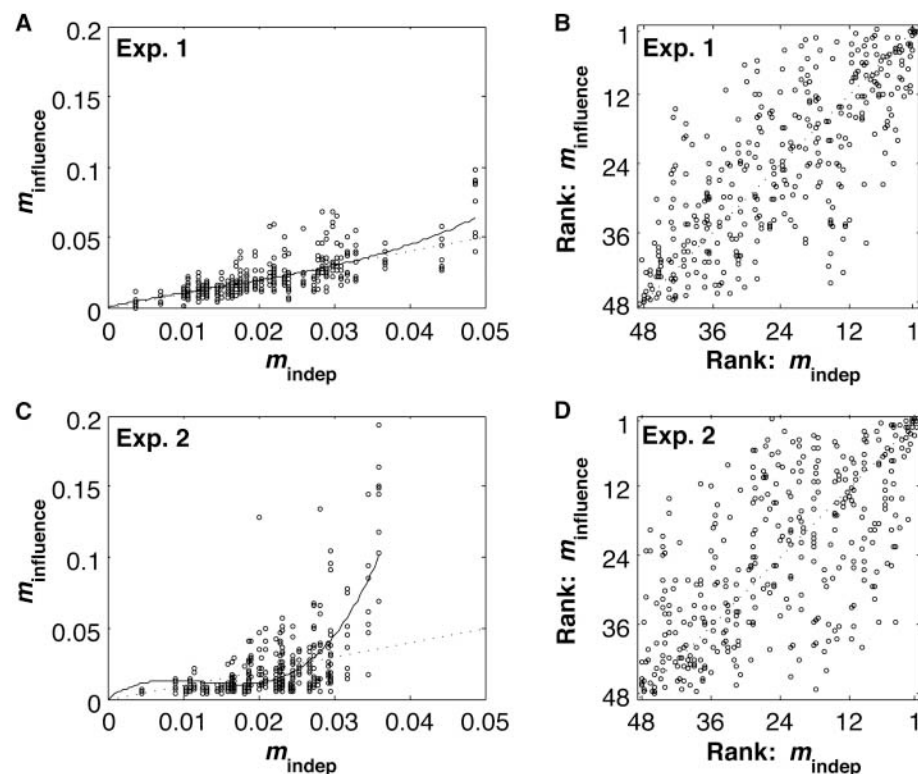 A
Exp. 1
0.2
0.15
0.1
0.05
0
m influence
0 0.01 0.02 0.03 0.04 0.05
m indep
B
Exp. 1
1
12
24
36
48
Rank: m influence
48 36 24 12 1
Rank: m indep
C
Exp. 2
0.2
0.15
0.1
0.05
0
m influence
0 0.01 0.02 0.03 0.04 0.05
m indep
D
Exp. 2
1
12
24
36
48
Rank: m influence
48 36 24 12 1
Rank: m indep